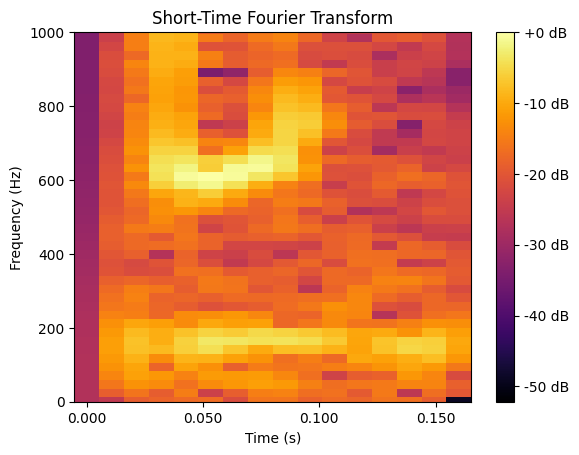 Short-Time Fourier Transform
1000
800
600
400
200
0
Frequency (Hz)
0.000
0.050
0.100
0.150
Time (s)
+0 dB
-10 dB
-20 dB
-30 dB
-40 dB
-50 dB